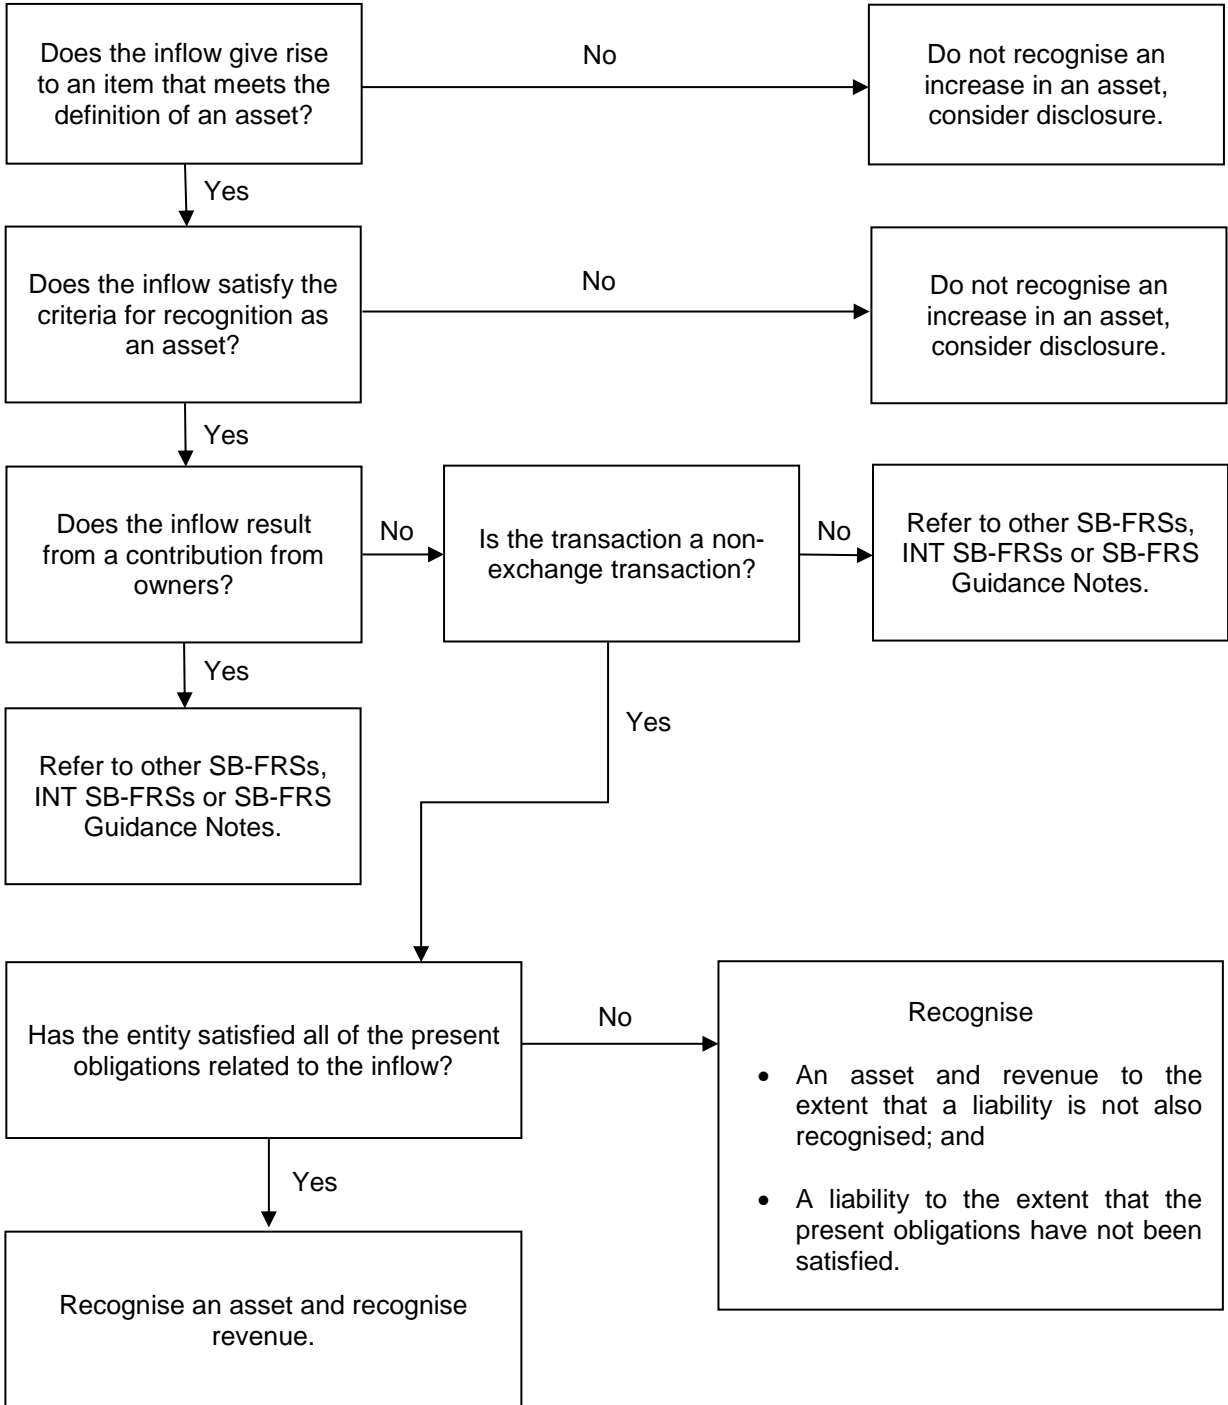 Does the inflow give rise
to an item that meets the
definition of an asset?
No
Do not recognise an
increase in an asset,
consider disclosure.
Yes
Does the inflow satisfy the
criteria for recognition as
an asset?
No
Do not recognise an
increase in an asset,
consider disclosure.
Yes
Does the inflow result
from a contribution from
owners?
No
Is the transaction a non-
exchange transaction?
No
Refer to other SB-FRSs,
INT SB-FRSs or SB-FRS
Guidance Notes.
Yes
Yes
Refer to other SB-FRSs,
INT SB-FRSs or SB-FRS
Guidance Notes.
Has the entity satisfied all of the present
obligations related to the inflow?
No
Recognise
• An asset and revenue to the
extent that a liability is not also
recognised; and
• A liability to the extent that the
present obligations have not been
satisfied.
Yes
Recognise an asset and recognise
revenue.